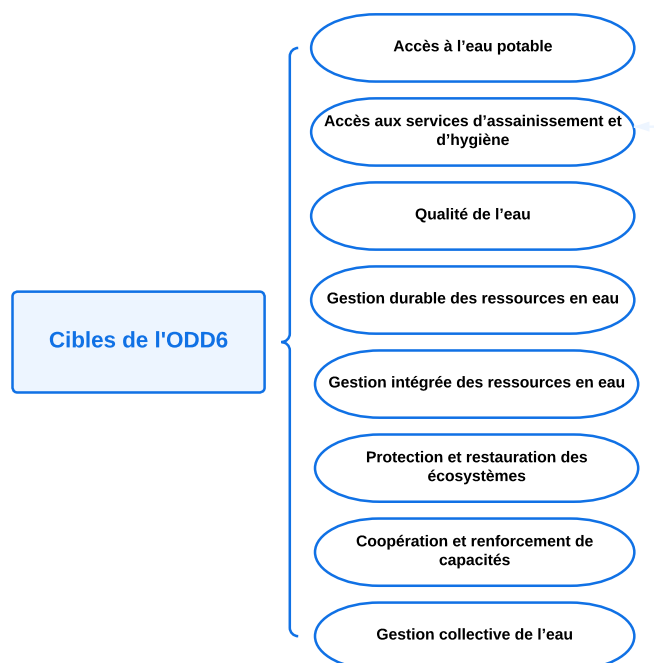 Accès à l’eau potable
Accès aux services d’assainissement et
d’hygiène
Qualité de l’eau
Gestion durable des ressources en eau
Cibles de l'ODD6
Gestion intégrée des ressources en eau
Protection et restauration des
écosystèmes
Coopération et renforcement de
capacités
Gestion collective de l’eau